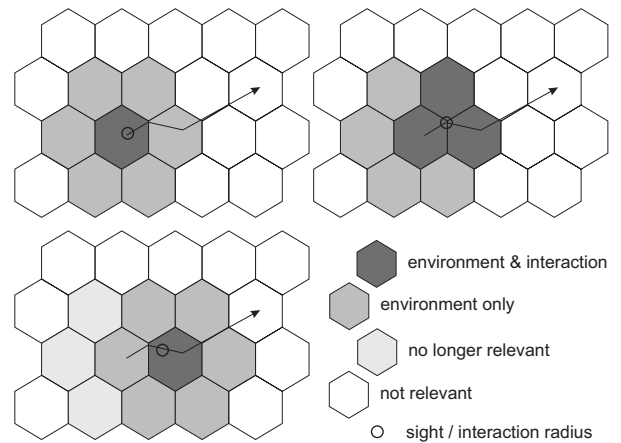 environment & interaction
environment only
no longer relevant
not relevant
sight / interaction radius